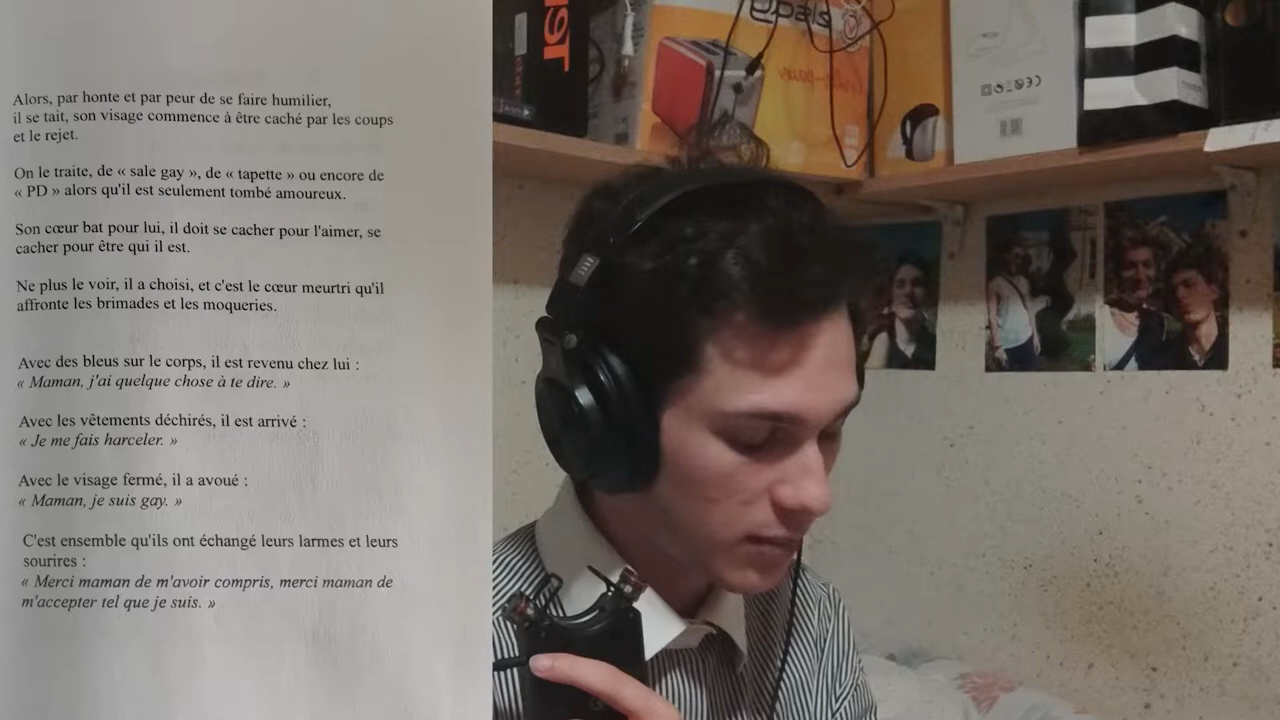 Alors, par honte et par peur de se faire humilier,
il se tait, son visage commence à être caché par les coups
et le rejet.
On le traite, de « sale gay », de « tapette » ou encore de
« PD » alors qu'il est seulement tombé amoureux.
Son cœur bat pour lui, il doit se cacher pour l'aimer, se
cacher pour être qui il est.
Ne plus le voir, il a choisi, et c'est le cœur meurtri qu'il
affronte les brimades et les moqueries.
Avec des bleus sur le corps, il est revenu chez lui :
« Maman, j'ai quelque chose à te dire. »
Avec les vêtements déchirés, il est arrivé :
« Je me fais harceler. »
Avec le visage fermé, il a avoué :
« Maman, je suis gay. »
C'est ensemble qu'ils ont échangé leurs larmes et leurs
sourires :
« Merci maman de m'avoir compris, merci maman de
m'accepter tel que je suis. »